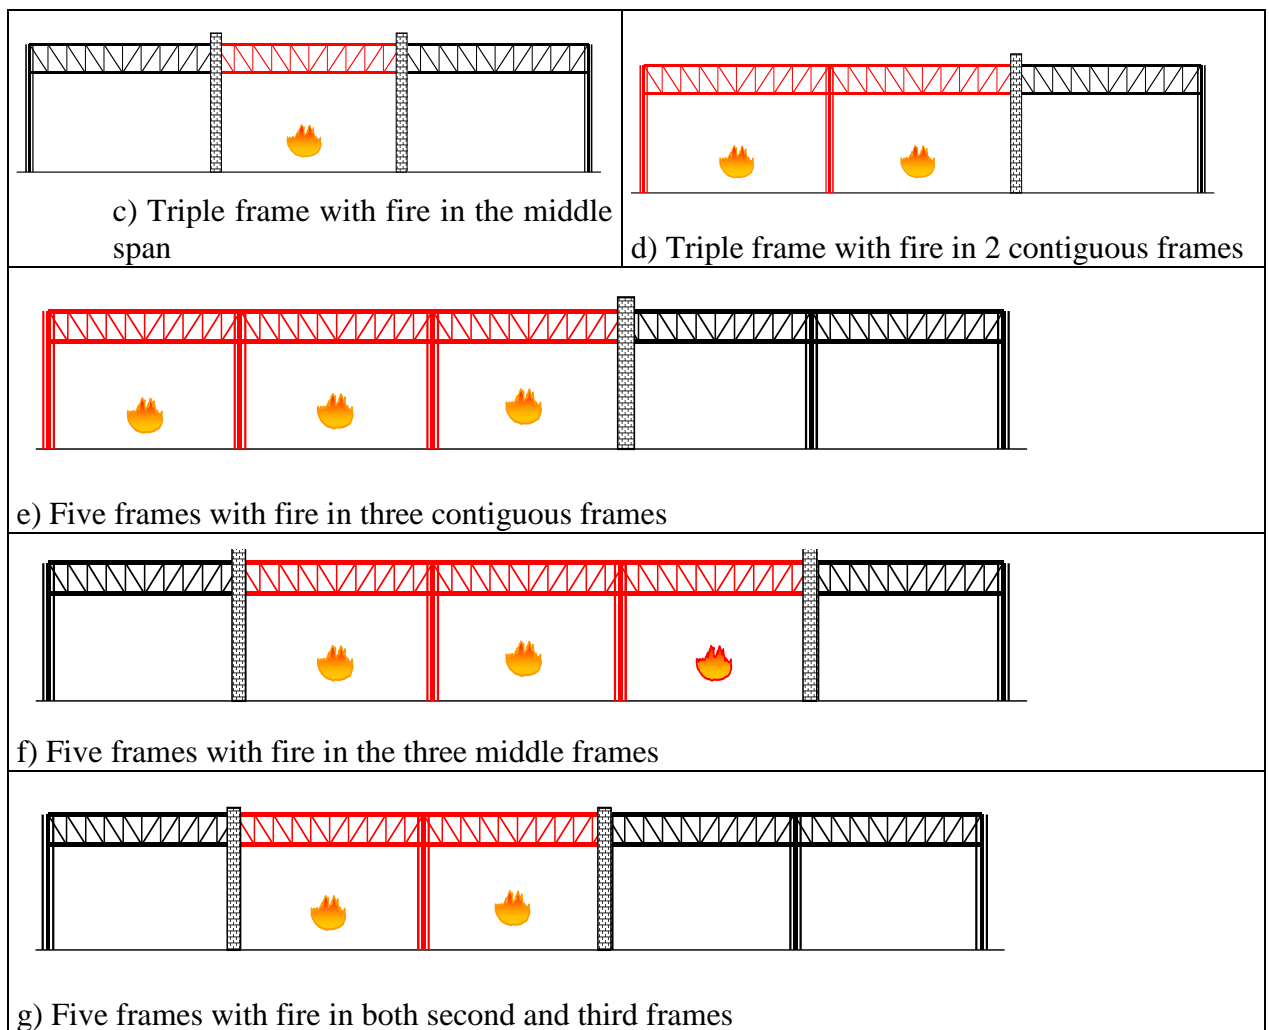 c) Triple frame with fire in the middle
span
d) Triple frame with fire in 2 contiguous frames
e) Five frames with fire in three contiguous frames
f) Five frames with fire in the three middle frames
g) Five frames with fire in both second and third frames